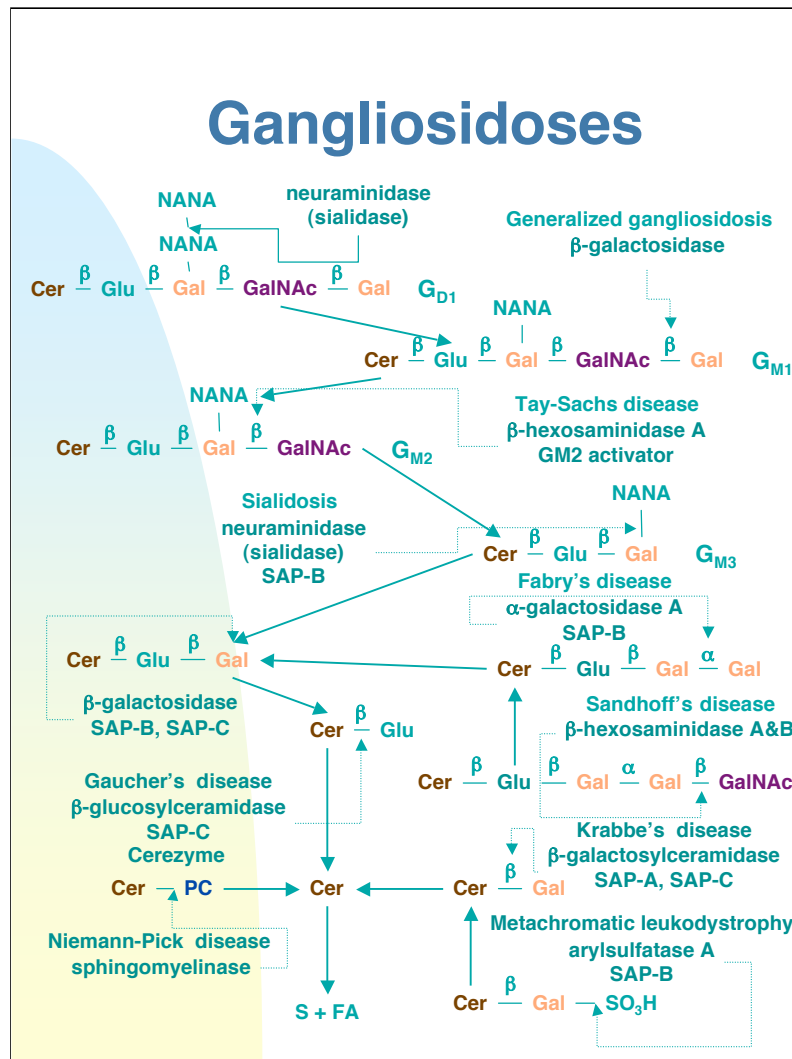 Gangliosidoses
NANA
neuraminidase
(sialidase)
Generalized gangliosidosis
β-galactosidase
NANA
Cer β Glu β Gal β GalNAc β Gal G_D1
NANA
Cer β Glu β Gal β GalNAc β Gal G_M1
NANA
Tay-Sachs disease
β-hexosaminidase A
GM2 activator
Cer β Glu β Gal β GalNAc G_M2
Sialidosis
neuraminidase
(sialidase)
SAP-B
NANA
Cer β Glu β Gal G_M3
Fabry's disease
α-galactosidase A
SAP-B
Cer β Glu β Gal
Cer β Glu β Gal α Gal
β-galactosidase
SAP-B, SAP-C
Cer β Glu
Sandhoff's disease
β-hexosaminidase A&B
Cer β Glu β Gal α Gal β GalNAc
Gaucher's disease
β-glucosylceramidase
SAP-C
Cerezyme
Krabbe's disease
β-galactosylceramidase
SAP-A, SAP-C
Cer PC Cer Cer β Gal
Niemann-Pick disease
sphingomyelinase
Metachromatic leukodystrophy
arylsulfatase A
SAP-B
S + FA
Cer β Gal SO3H